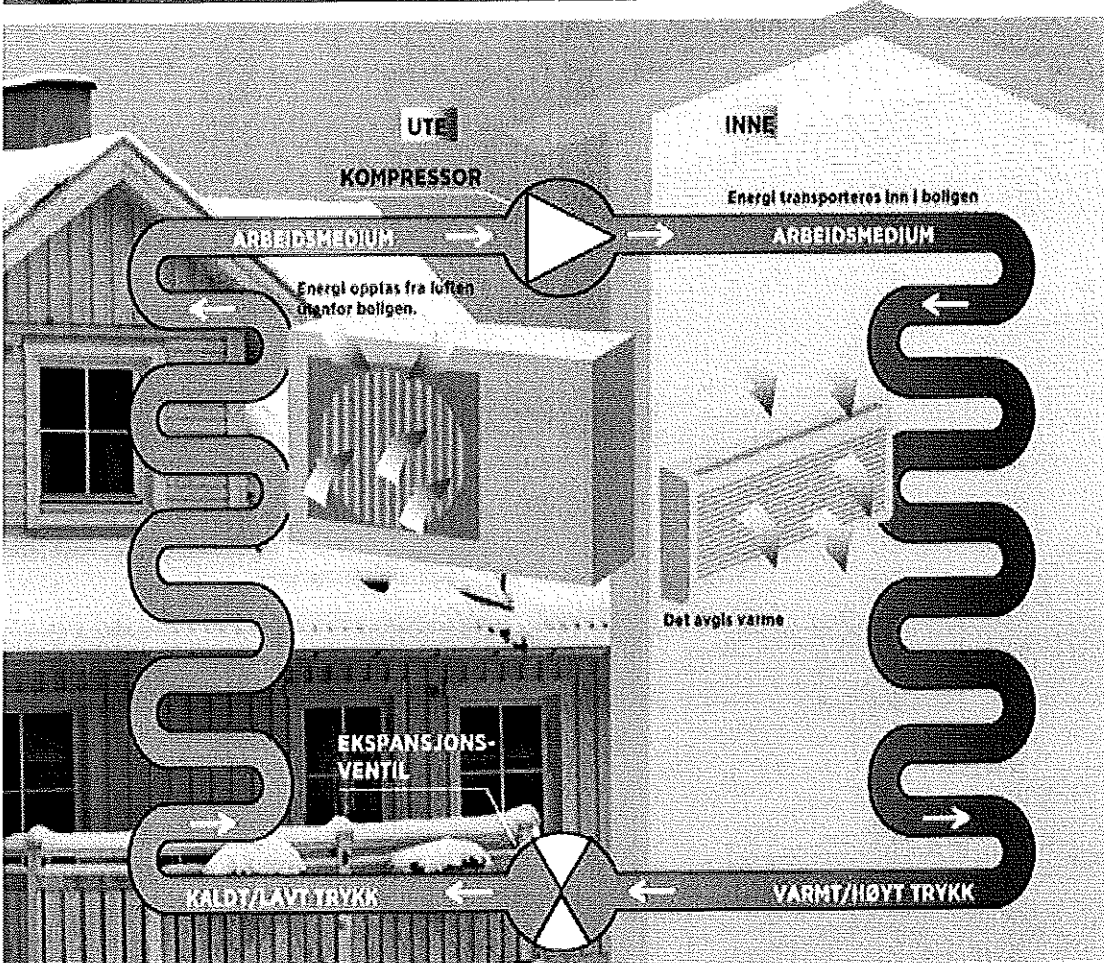 UTE
INNE
KOMPRESSOR
Energi transporteres inn i boligen
ARBEIDSMEDIUM
ARBEIDSMEDIUM
Energi opptas fra luften
utenfor boligen.
Det avgis varme
EKSPANSJONS-
VENTIL
KALDT/LAVT TRYKK
VARMT/HØYT TRYKK